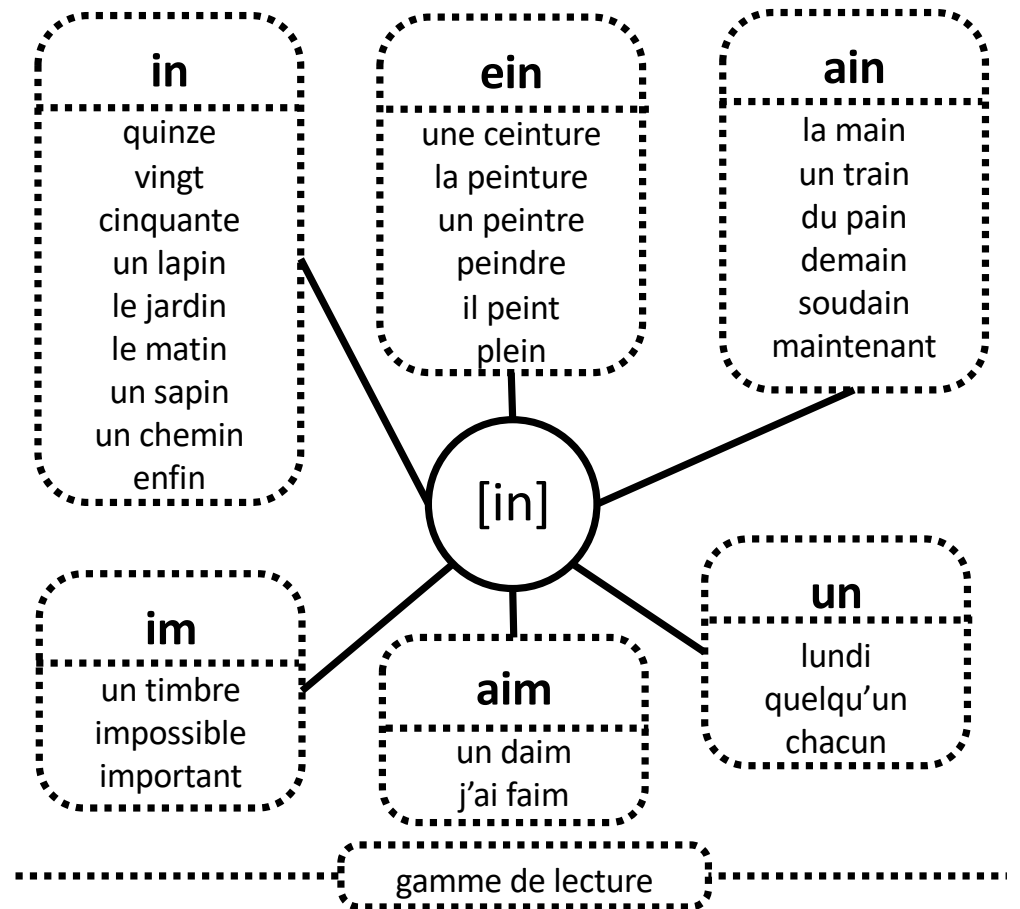 in
quinze
vingt
cinquante
un lapin
le jardin
le matin
un sapin
un chemin
enfin
ein
une ceinture
la peinture
un peintre
peindre
il peint
plein
ain
la main
un train
du pain
demain
soudain
maintenant
[in]
im
un timbre
impossible
important
aim
un daim
j'ai faim
un
lundi
quelqu'un
chacun
gamme de lecture